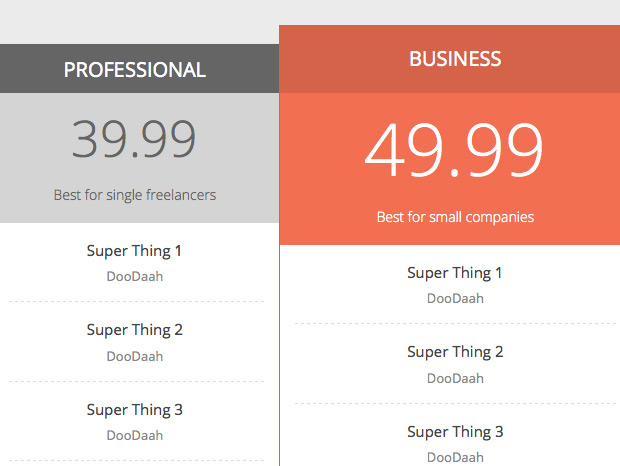 PROFESSIONAL
39.99
Best for single freelancers
Super Thing 1
DooDaah
Super Thing 2
DooDaah
Super Thing 3
DooDaah
BUSINESS
49.99
Best for small companies
Super Thing 1
DooDaah
Super Thing 2
DooDaah
Super Thing 3
DooDaah